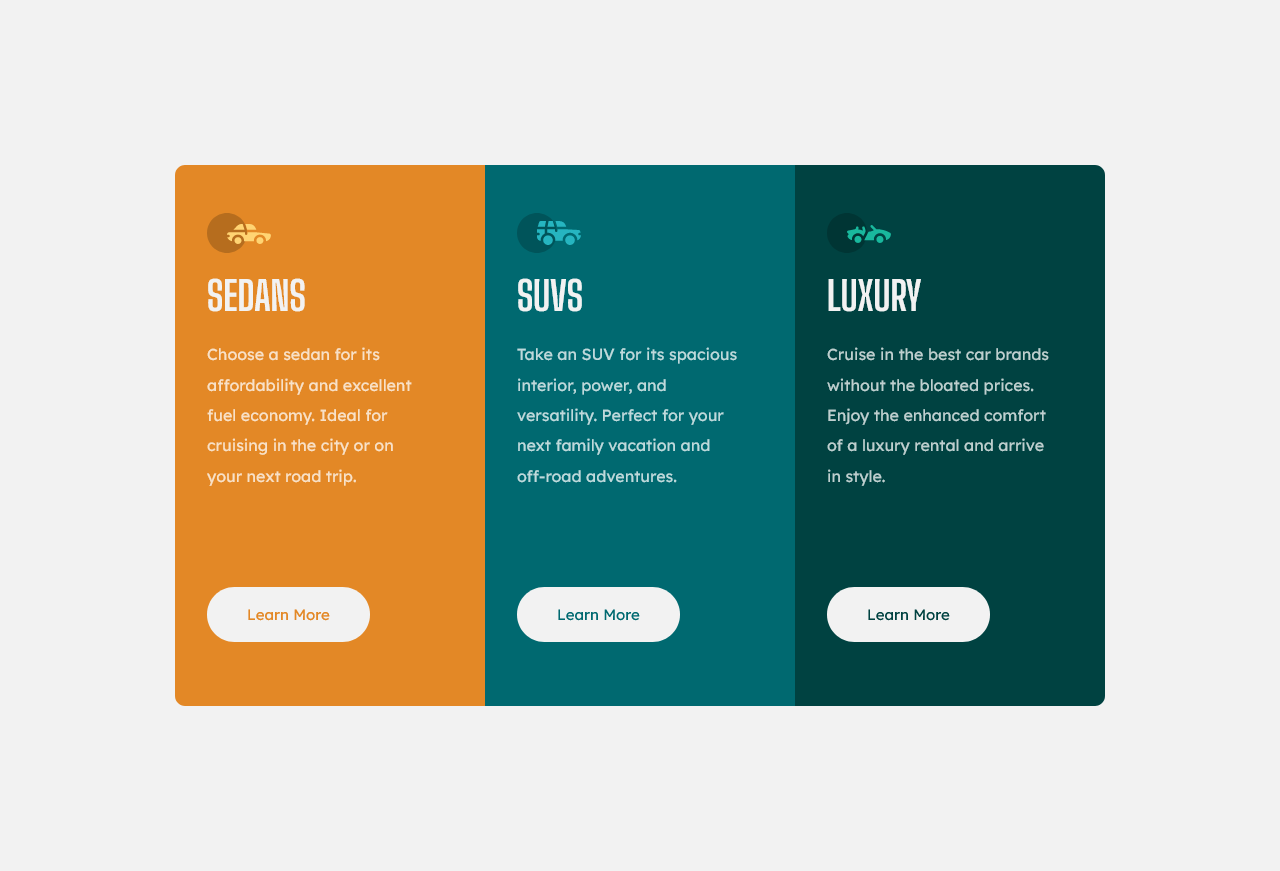 SEDANS
Choose a sedan for its
affordability and excellent
fuel economy. Ideal for
cruising in the city or on
your next road trip.
Learn More
SUVS
Take an SUV for its spacious
interior, power, and
versatility. Perfect for your
next family vacation and
off-road adventures.
Learn More
LUXURY
Cruise in the best car brands
without the bloated prices.
Enjoy the enhanced comfort
of a luxury rental and arrive
in style.
Learn More